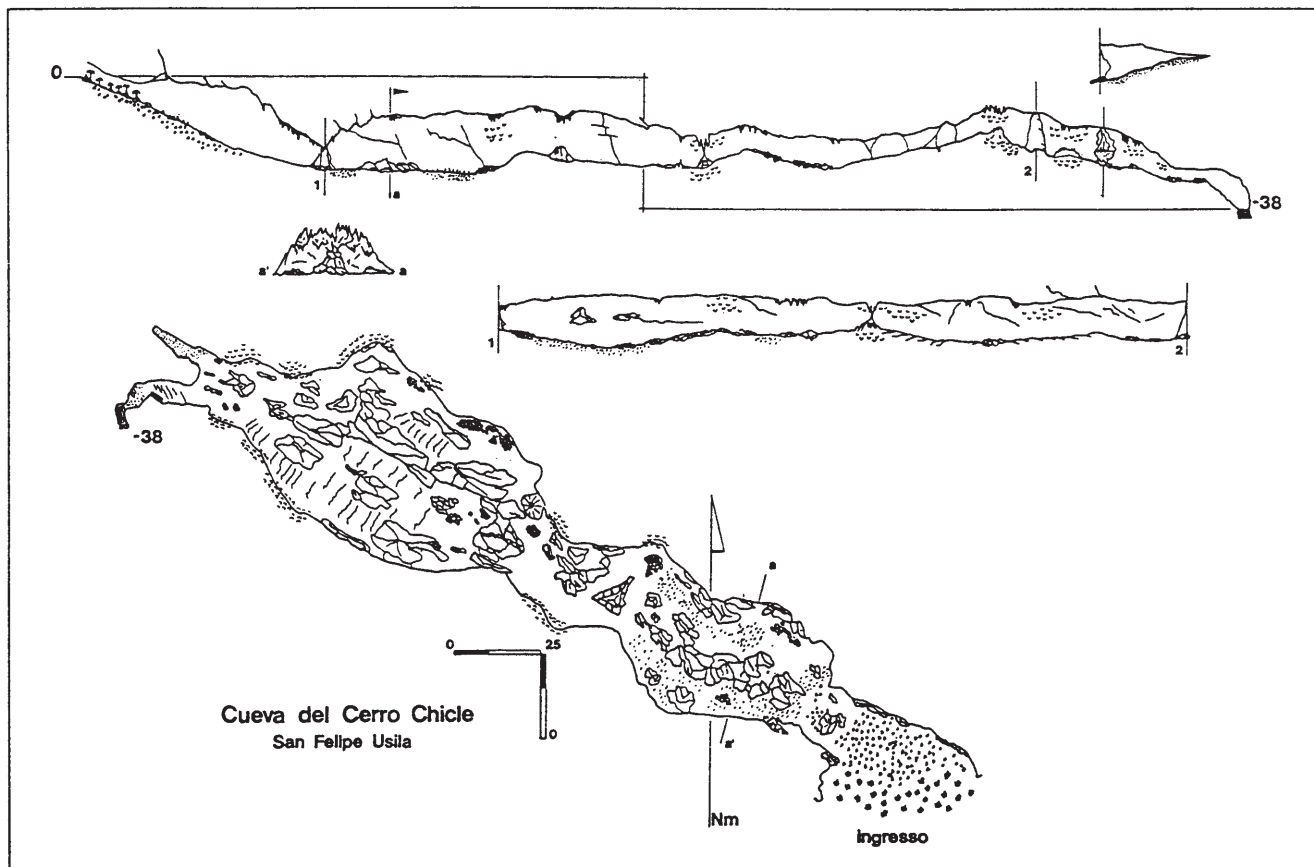 0
1
a
2
-38
a'
a
1
2
-38
a
0
25
0
Cueva del Cerro Chicle
San Felipe Usila
a'
Nm
ingresso